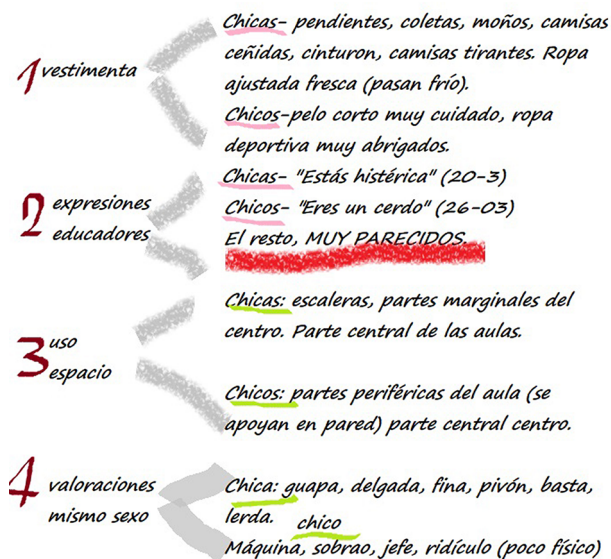 Chicas- pendientes, coletas, moños, camisas
1 vestimenta
ceñidas, cinturon, camisas tirantes. Ropa
ajustada fresca (pasan frío).
Chicos-pelo corto muy cuidado, ropa
deportiva muy abrigados.
2 expresiones
educadores
Chicas- "Estás histérica" (20-3)
Chicos- "Eres un cerdo" (26-03)
El resto, MUY PARECIDOS.
3 uso
espacio
Chicas: escaleras, partes marginales del
centro. Parte central de las aulas.
Chicos: partes periféricas del aula (se
apoyan en pared) parte central centro.
4 valoraciones
mismo sexo
Chica: guapa, delgada, fina, pivón, basta,
lerda.
chico
Máquina, sobrao, jefe, ridículo (poco físico)